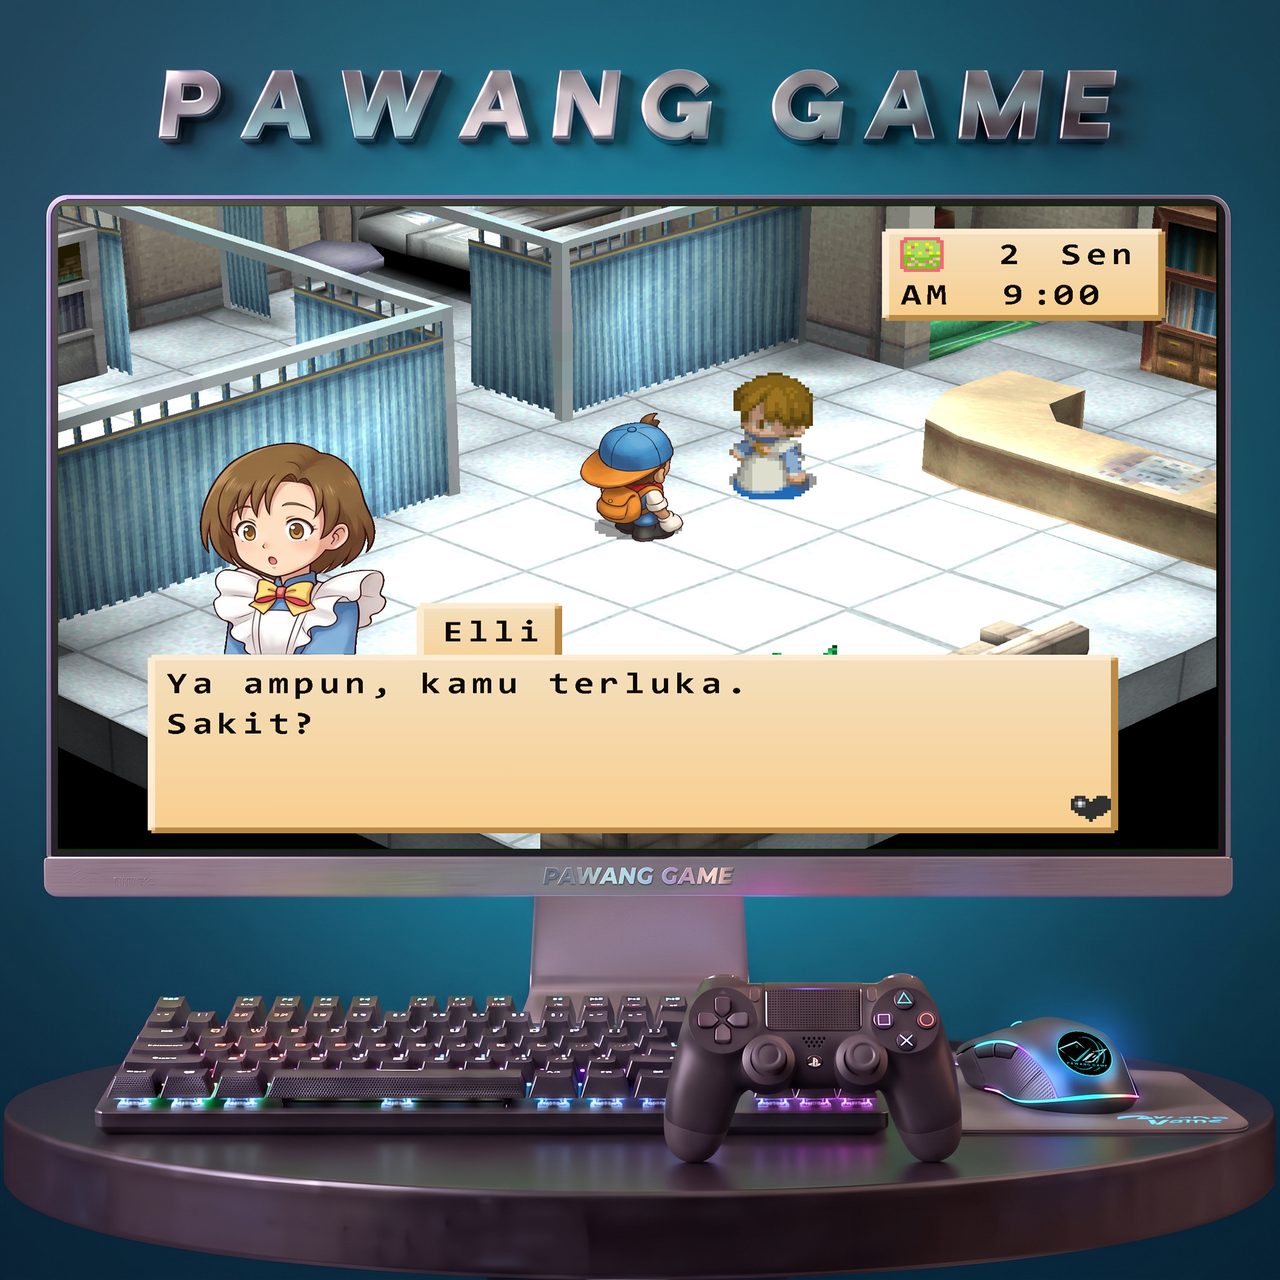 PAWANG GAME
2 Sen
AM 9:00
Elli
Ya ampun, kamu terluka.
Sakit?
PAWANG GAME